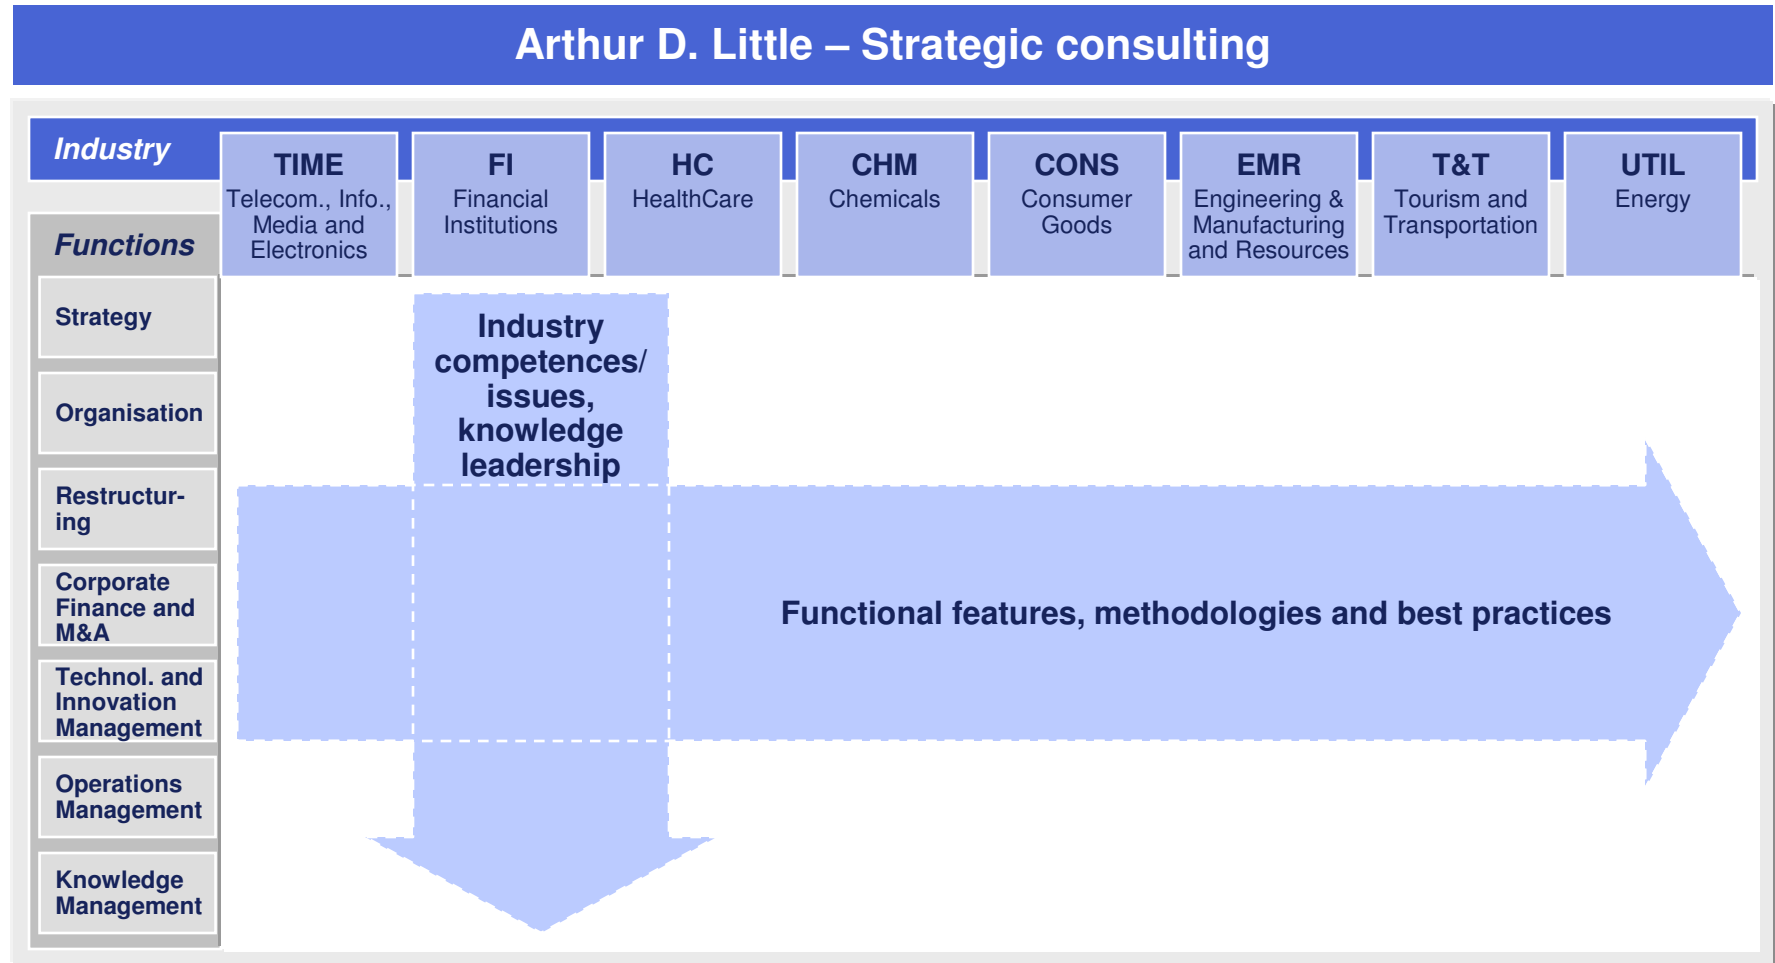 Arthur D. Little – Strategic consulting
Industry
TIME
Telecom., Info.,
Media and
Electronics
FI
Financial
Institutions
HC
HealthCare
CHM
Chemicals
CONS
Consumer
Goods
EMR
Engineering &
Manufacturing
and Resources
T&T
Tourism and
Transportation
UTIL
Energy
Functions
Strategy
Organisation
Restructur-
ing
Corporate
Finance and
M&A
Technol. and
Innovation
Management
Operations
Management
Knowledge
Management
Industry
competences/
issues,
knowledge
leadership
Functional features, methodologies and best practices